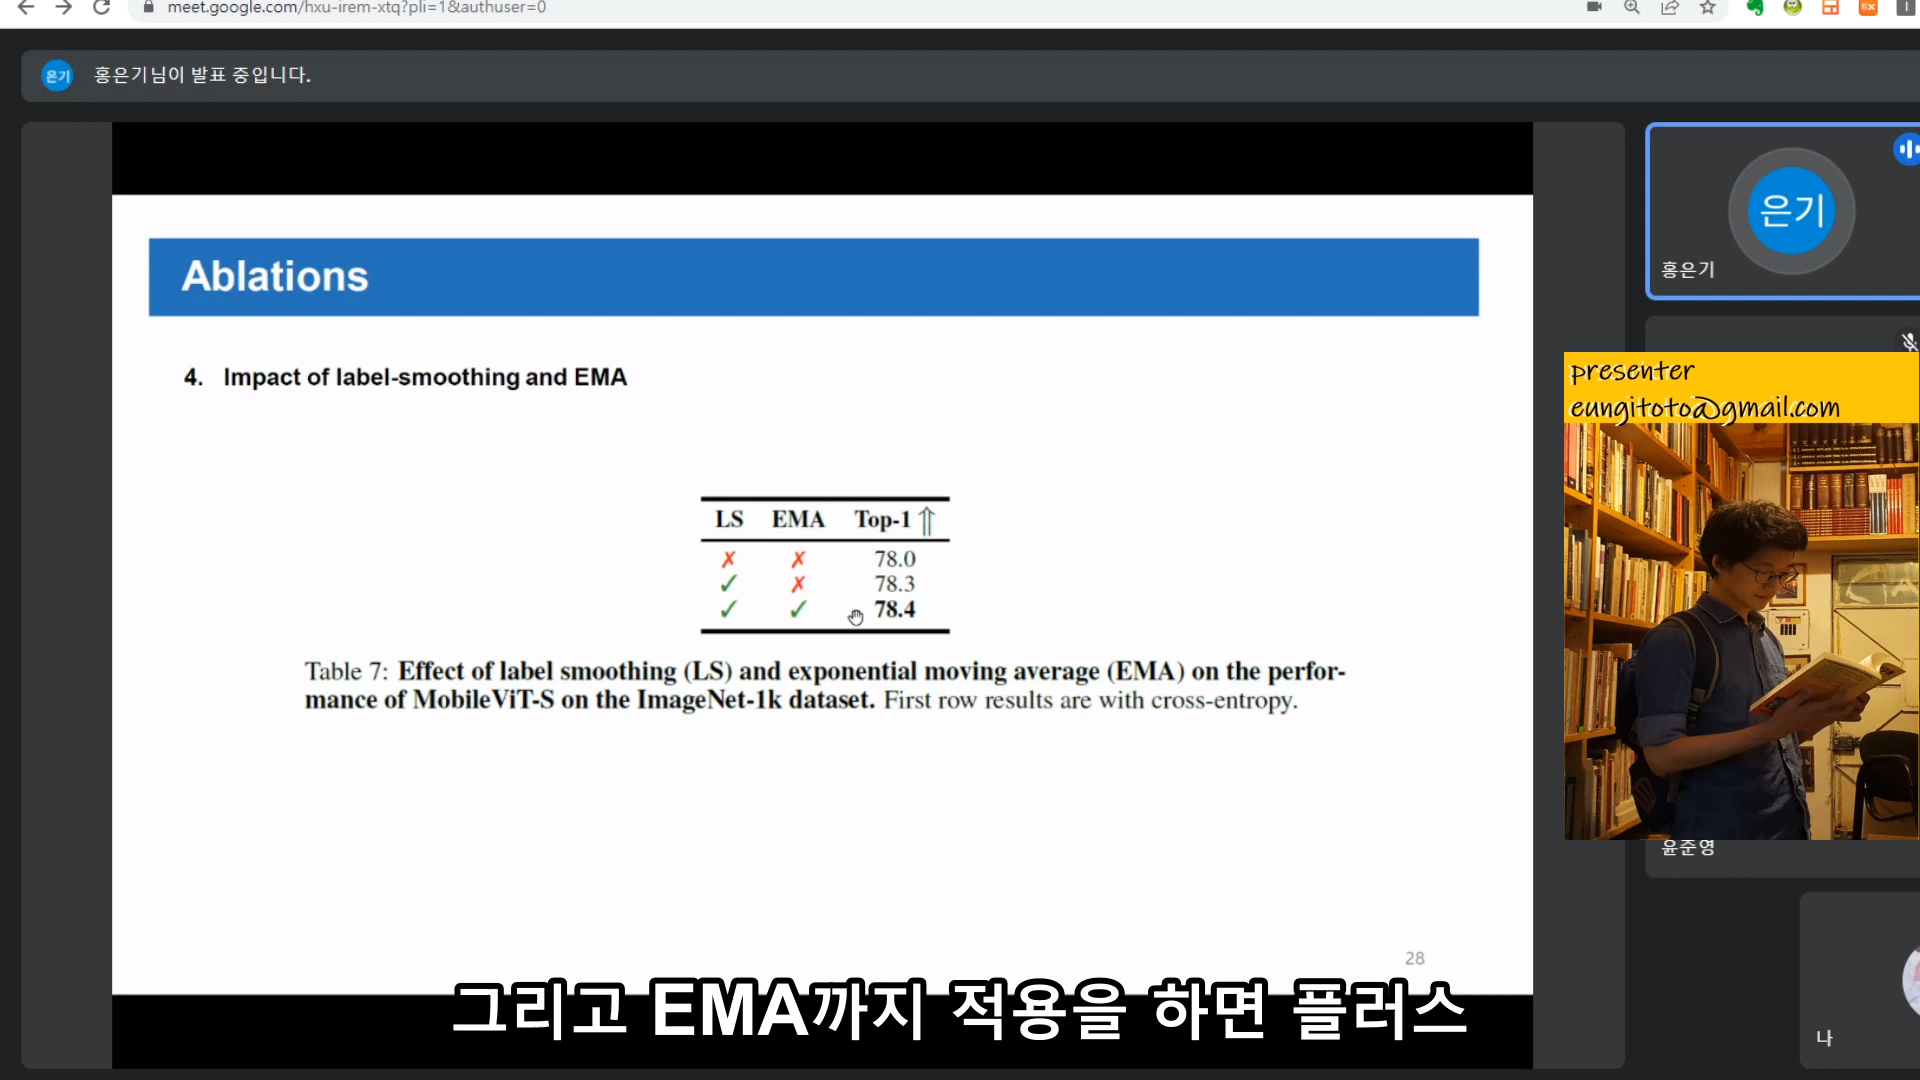 meet.google.com/hxu-irem-xtq?pli=1&authuser=0
은기 홍은기님이 발표 중입니다.
Ablations
4. Impact of label-smoothing and EMA
LS EMA Top-1 ⇑
✗ ✗ 78.0
✓ ✗ 78.3
✓ ✓ 78.4
Table 7: Effect of label smoothing (LS) and exponential moving average (EMA) on the perfor-
mance of MobileViT-S on the ImageNet-1k dataset. First row results are with cross-entropy.
28
그리고 EMA까지 적용을 하면 플러스
은기
홍은기
presenter
eungitoto@gmail.com
윤준영
나